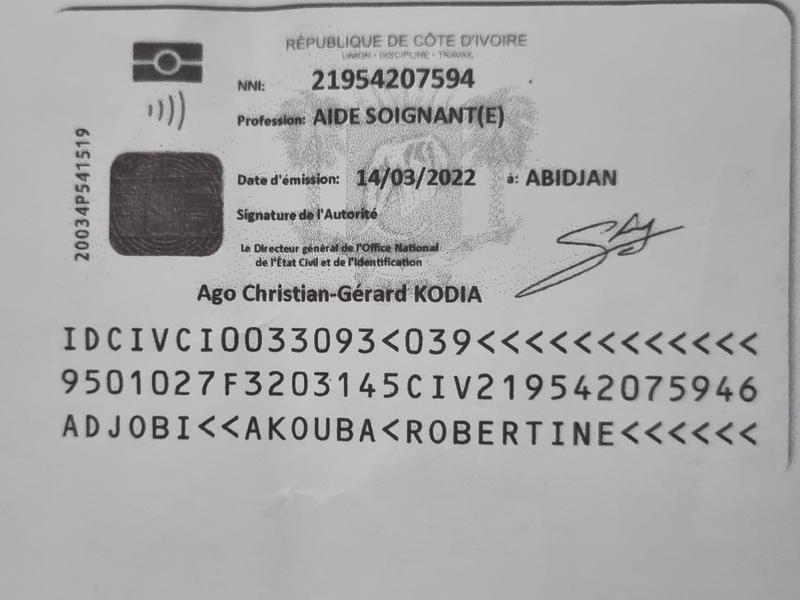 RÉPUBLIQUE DE CÔTE D'IVOIRE
UNION - DISCIPLINE - TRAVAIL
NNI: 21954207594
Profession: AIDE SOIGNANT(E)
Date d'émission: 14/03/2022 à: ABIDJAN
Signature de l'Autorité
Le Directeur général de l'Office National
de l'État Civil et de l'Identification
Ago Christian-Gérard KODIA
20034P541519
IDCIVCI0033093<039<<<<<<<<<<<<
9501027F3203145CIV219542075946
ADJOBI<<AKOUBA<ROBERTINE<<<<<<